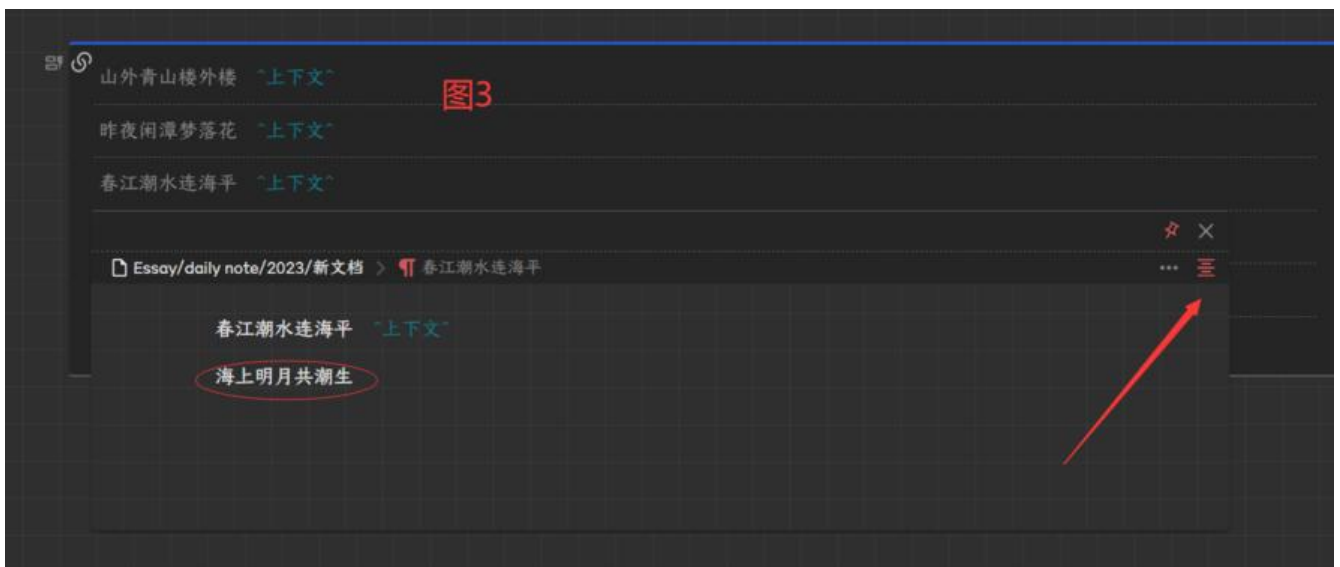 山外青山楼外楼 ^上下文^
图3
昨夜闲潭梦落花 ^上下文^
春江潮水连海平 ^上下文^
Essay/daily note/2023/新文档 > ¶ 春江潮水连海平 •••
春江潮水连海平 ^上下文^
海上明月共潮生